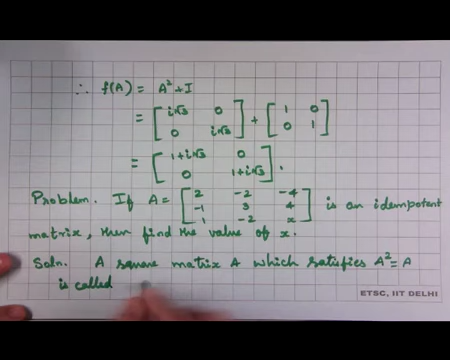 ∴ f(A) = A² + I
= [ i√3 0 ; 0 i√3 ] + [ 1 0 ; 0 1 ]
= [ 1+i√3 0 ; 0 1+i√3 ].
Problem. If A = [ 2 -2 -4 ; -1 3 4 ; 1 -2 x ] is an idempotent
matrix, then find the value of x.
Soln. A square matrix A which satisfies A² = A
is called
ETSC, IIT DELHI